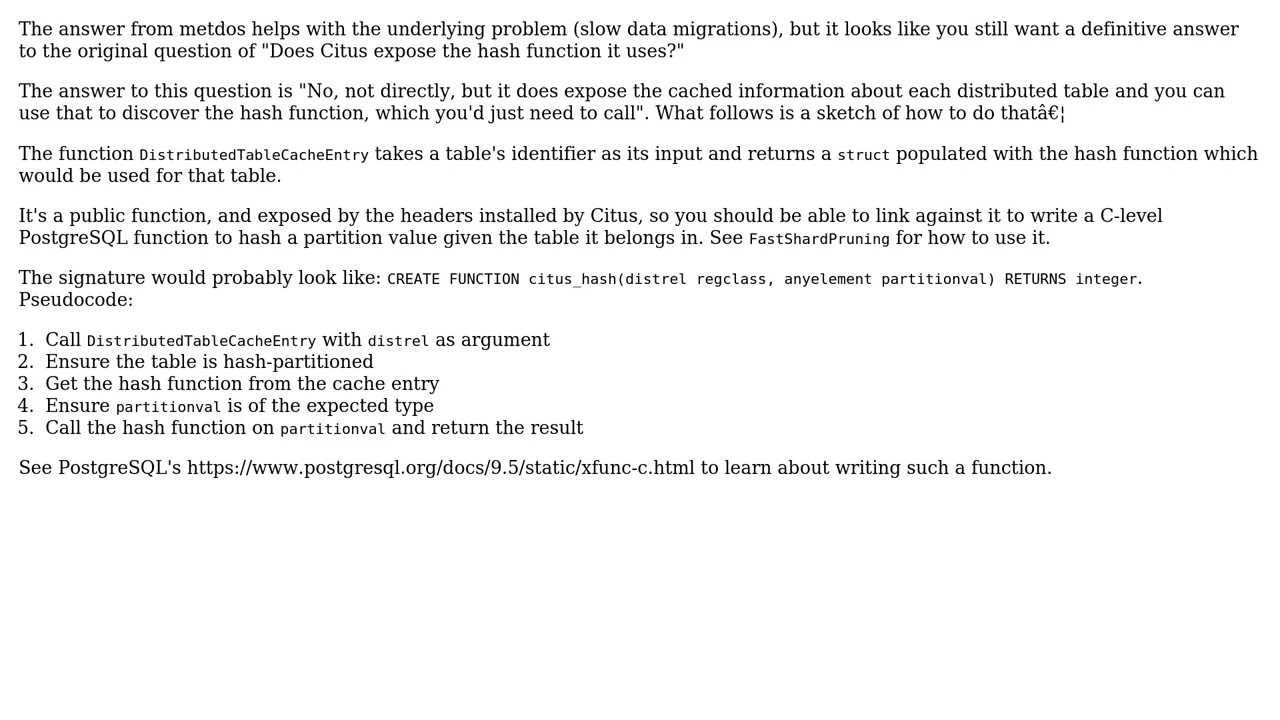 The answer from metdos helps with the underlying problem (slow data migrations), but it looks like you still want a definitive answer
to the original question of "Does Citus expose the hash function it uses?"
The answer to this question is "No, not directly, but it does expose the cached information about each distributed table and you can
use that to discover the hash function, which you'd just need to call". What follows is a sketch of how to do thatâ€¦
The function DistributedTableCacheEntry takes a table's identifier as its input and returns a struct populated with the hash function which
would be used for that table.
It's a public function, and exposed by the headers installed by Citus, so you should be able to link against it to write a C-level
PostgreSQL function to hash a partition value given the table it belongs in. See FastShardPruning for how to use it.
The signature would probably look like: CREATE FUNCTION citus_hash(distrel regclass, anyelement partitionval) RETURNS integer.
Pseudocode:
1. Call DistributedTableCacheEntry with distrel as argument
2. Ensure the table is hash-partitioned
3. Get the hash function from the cache entry
4. Ensure partitionval is of the expected type
5. Call the hash function on partitionval and return the result
See PostgreSQL's https://www.postgresql.org/docs/9.5/static/xfunc-c.html to learn about writing such a function.